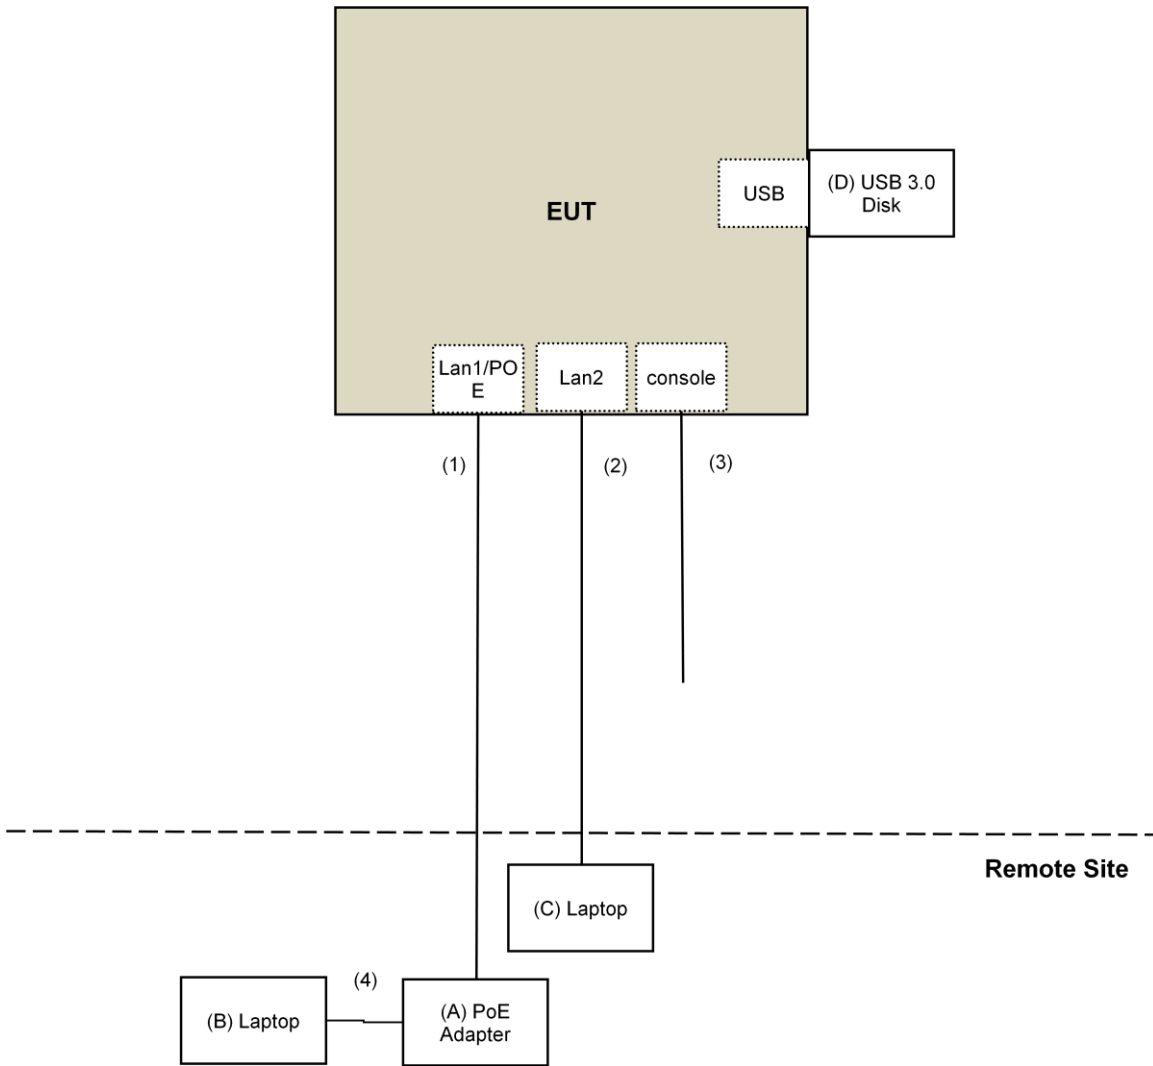 EUT
USB
(D) USB 3.0
Disk
Lan1/PO
E
Lan2
console
(1)
(2)
(3)
Remote Site
(C) Laptop
(4)
(B) Laptop
(A) PoE
Adapter